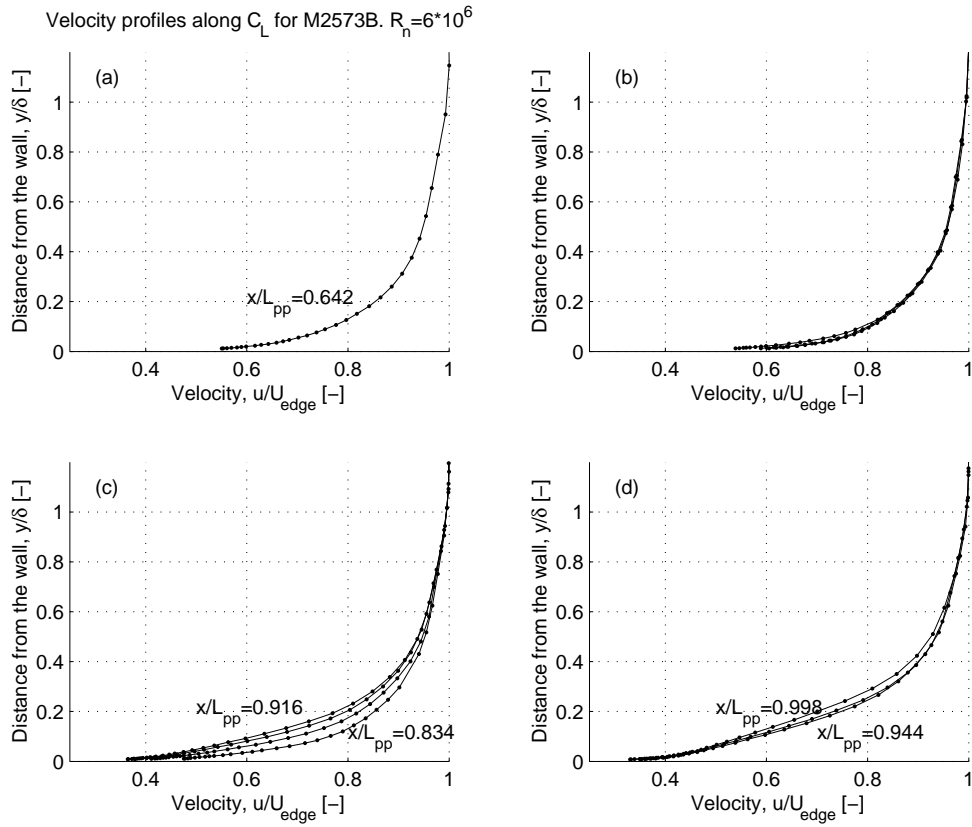 Velocity profiles along C_L for M2573B. R_n=6*10^6
(a)
Distance from the wall, y/δ [−]
1
0.8
0.6
0.4
0.2
0
x/L_pp=0.642
0.4 0.6 0.8 1
Velocity, u/U_edge [−]
(b)
Distance from the wall, y/δ [−]
1
0.8
0.6
0.4
0.2
0
0.4 0.6 0.8 1
Velocity, u/U_edge [−]
(c)
Distance from the wall, y/δ [−]
1
0.8
0.6
0.4
0.2
0
x/L_pp=0.916
x/L_pp=0.834
0.4 0.6 0.8 1
Velocity, u/U_edge [−]
(d)
Distance from the wall, y/δ [−]
1
0.8
0.6
0.4
0.2
0
x/L_pp=0.998
x/L_pp=0.944
0.4 0.6 0.8 1
Velocity, u/U_edge [−]